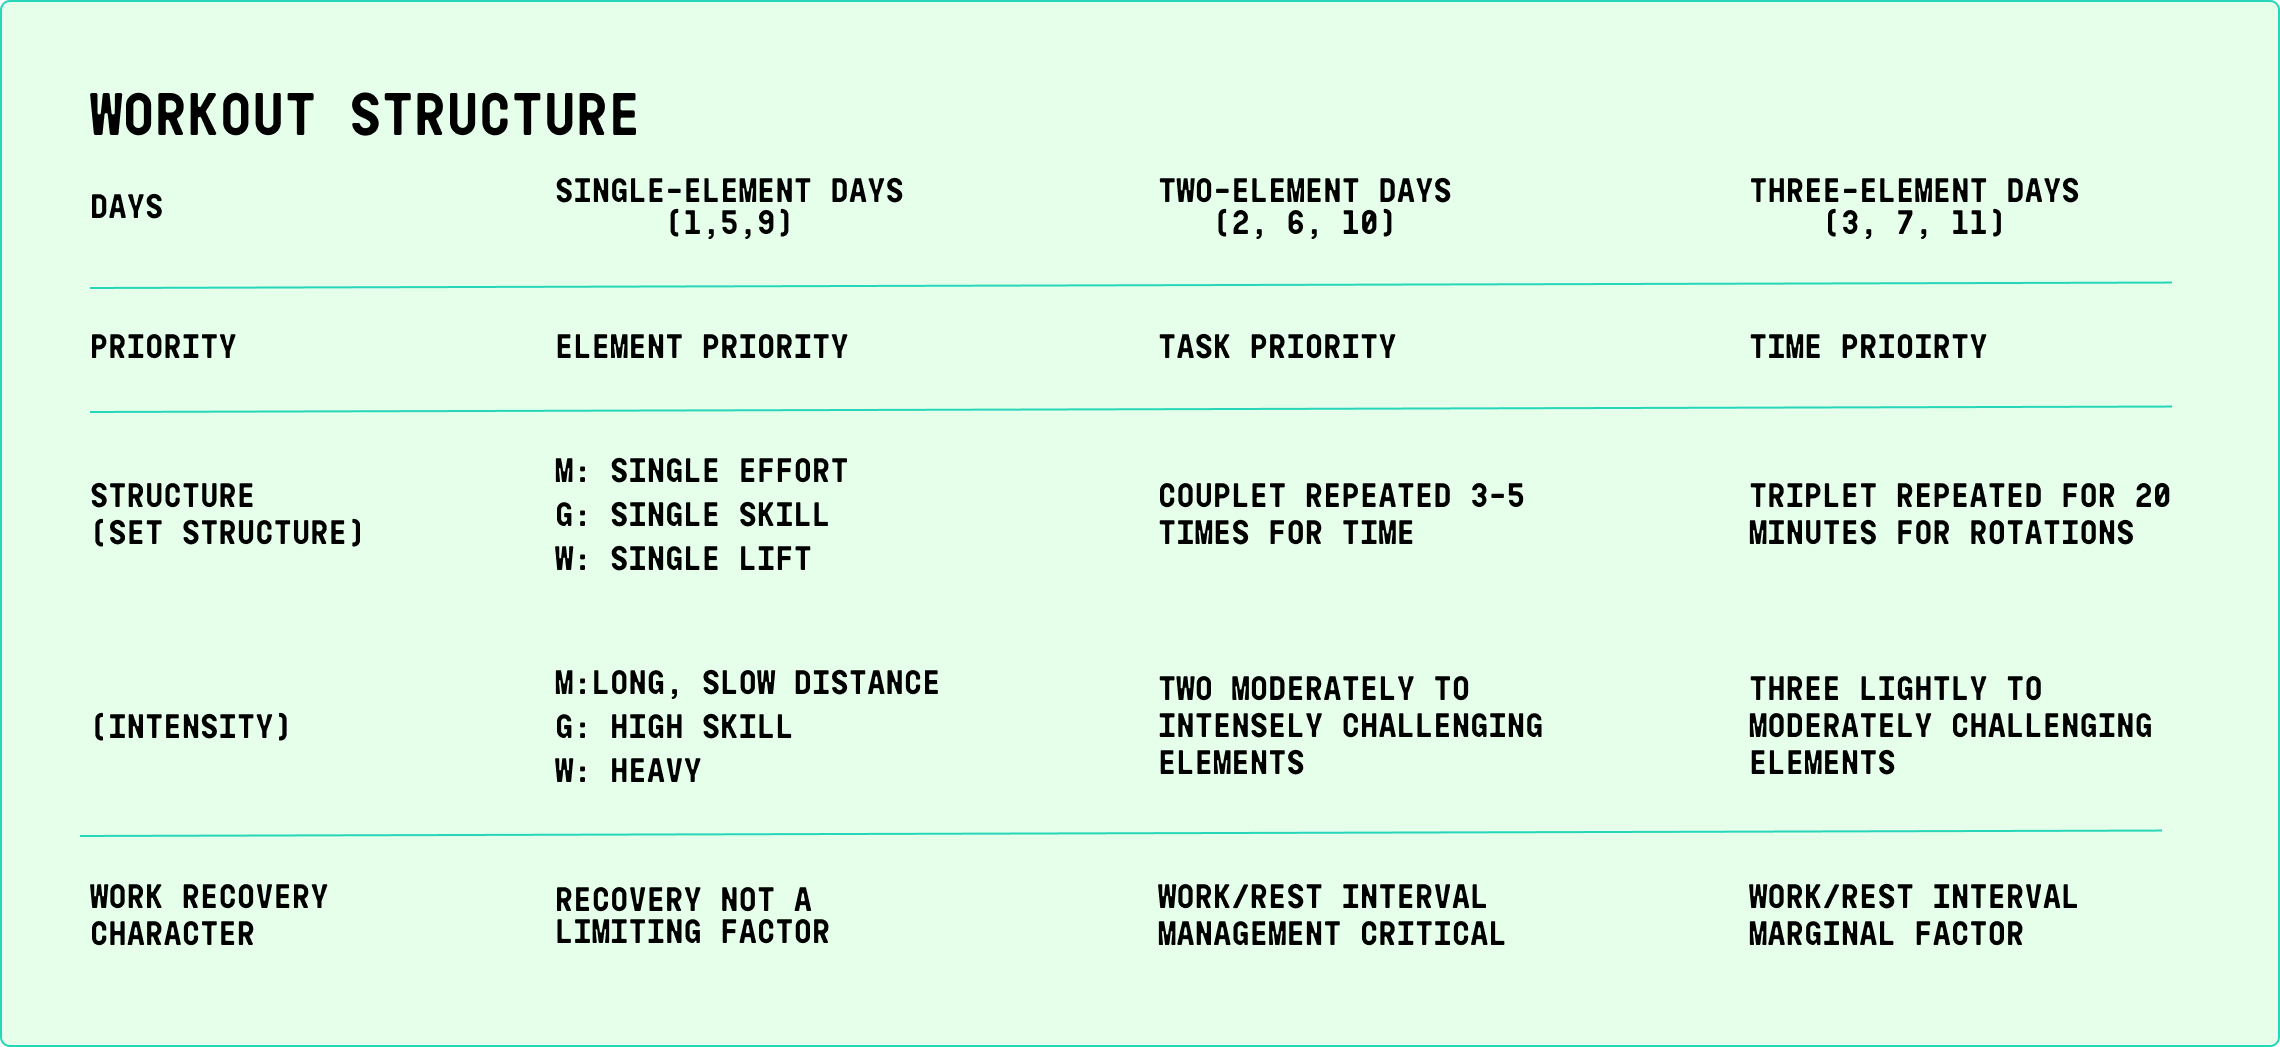 WORKOUT STRUCTURE
DAYS
SINGLE-ELEMENT DAYS
(1,5,9)
TWO-ELEMENT DAYS
(2, 6, 10)
THREE-ELEMENT DAYS
(3, 7, 11)
PRIORITY
ELEMENT PRIORITY
TASK PRIORITY
TIME PRIOIRTY
STRUCTURE
(SET STRUCTURE)
M: SINGLE EFFORT
G: SINGLE SKILL
W: SINGLE LIFT
COUPLET REPEATED 3-5
TIMES FOR TIME
TRIPLET REPEATED FOR 20
MINUTES FOR ROTATIONS
(INTENSITY)
M:LONG, SLOW DISTANCE
G: HIGH SKILL
W: HEAVY
TWO MODERATELY TO
INTENSELY CHALLENGING
ELEMENTS
THREE LIGHTLY TO
MODERATELY CHALLENGING
ELEMENTS
WORK RECOVERY
CHARACTER
RECOVERY NOT A
LIMITING FACTOR
WORK/REST INTERVAL
MANAGEMENT CRITICAL
WORK/REST INTERVAL
MARGINAL FACTOR